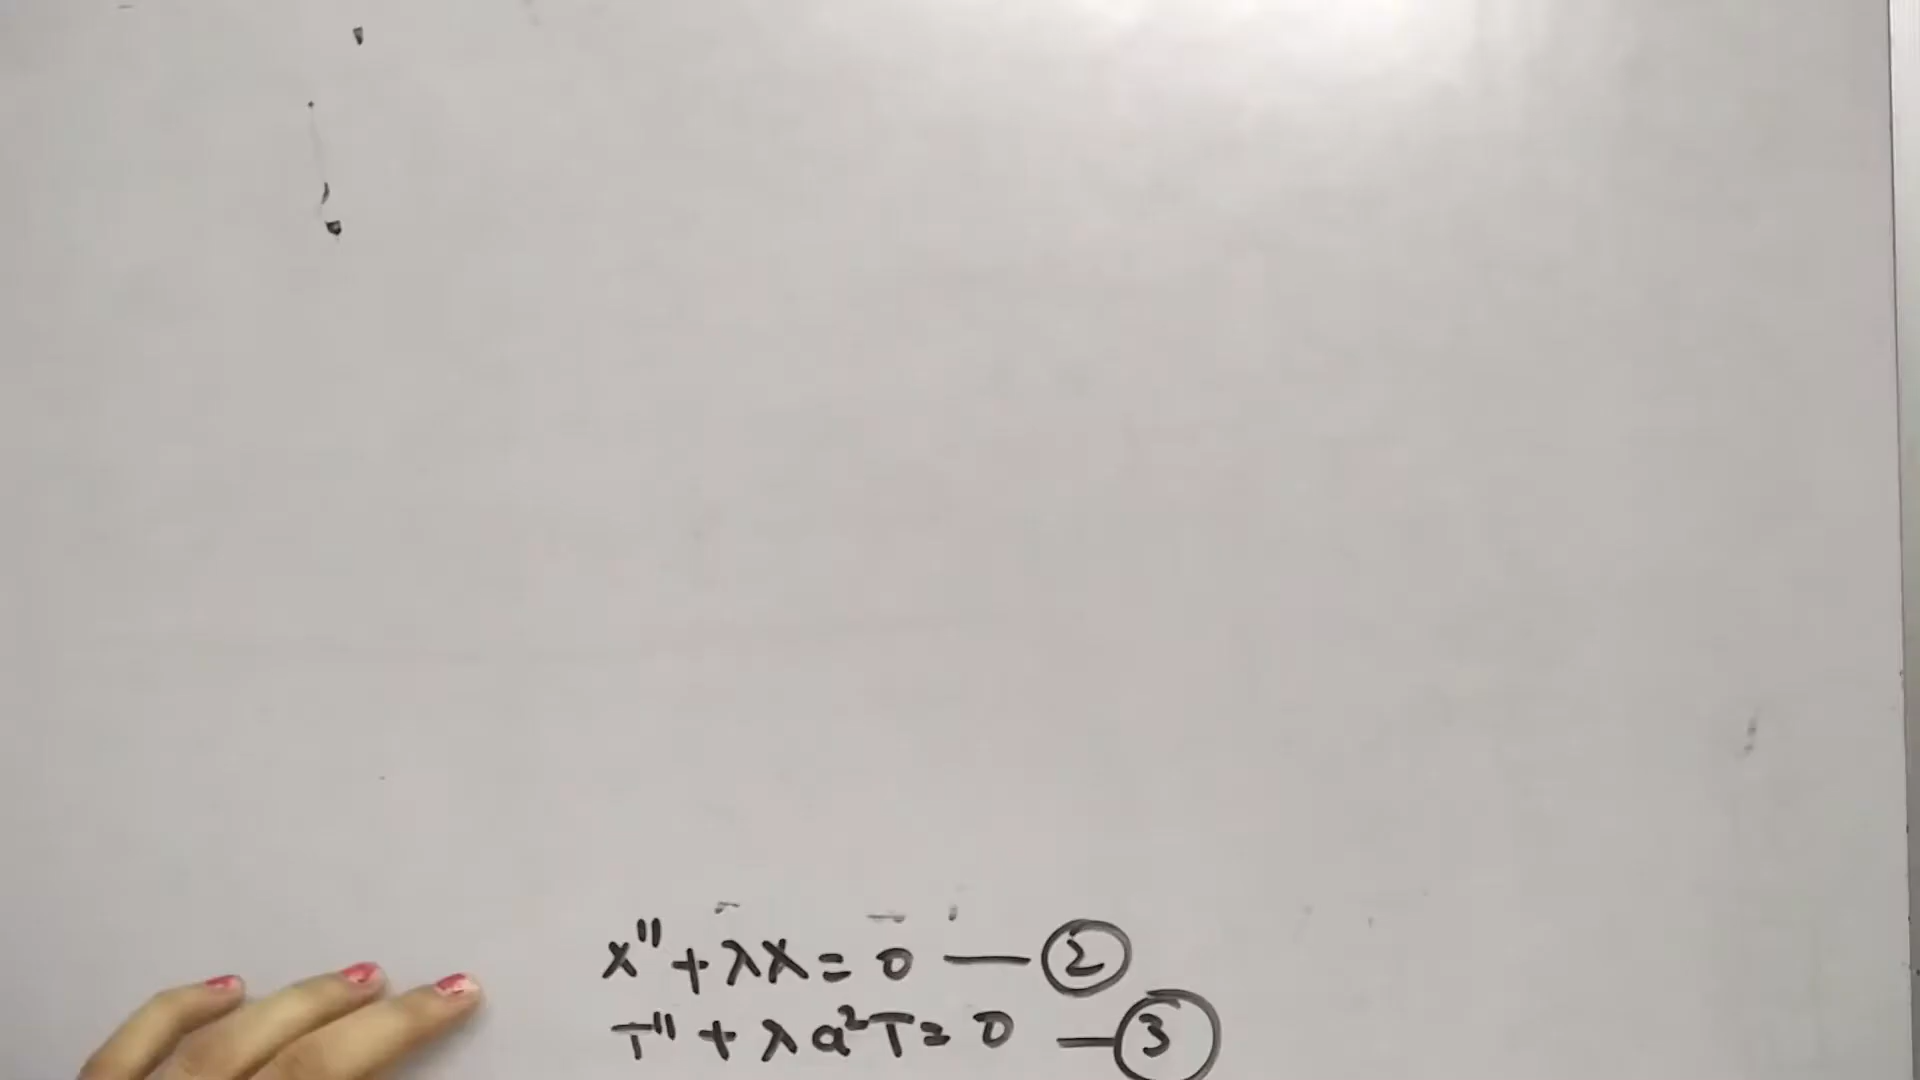 X" + λX = 0 — ②
T" + λa²T = 0 — ③